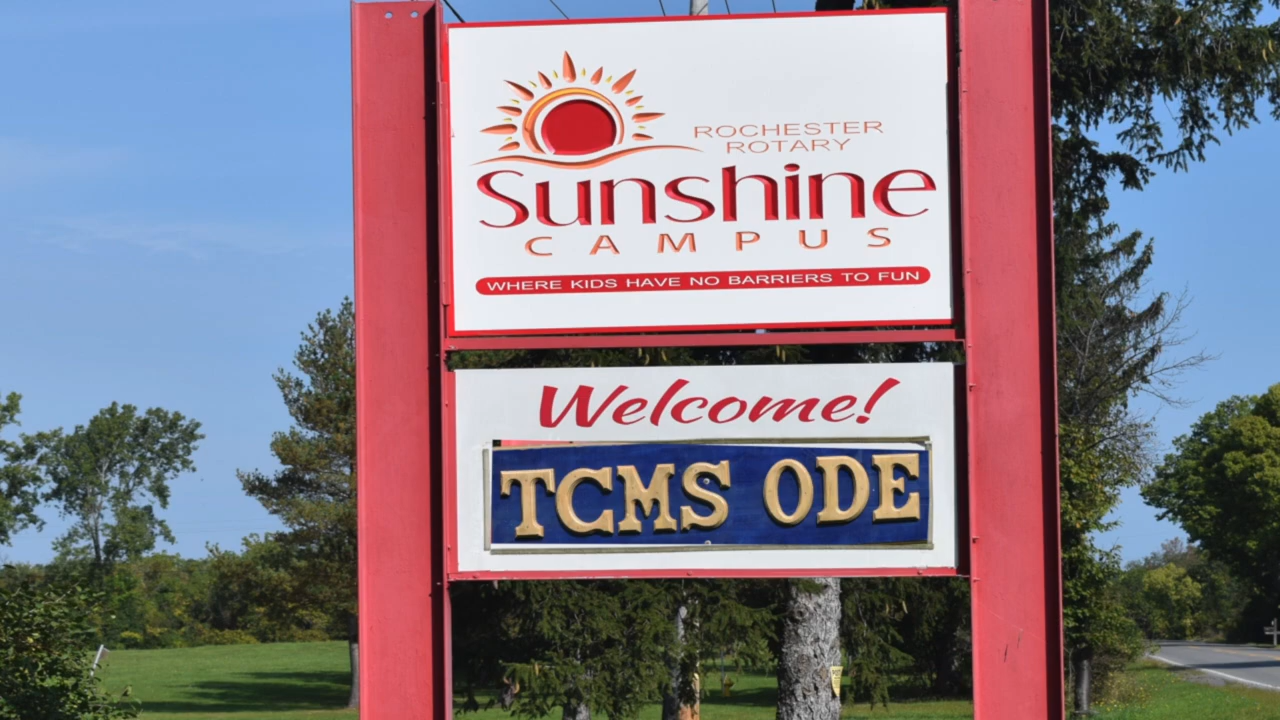 ROCHESTER
ROTARY
Sunshine
CAMPUS
WHERE KIDS HAVE NO BARRIERS TO FUN
Welcome!
TCMS ODE